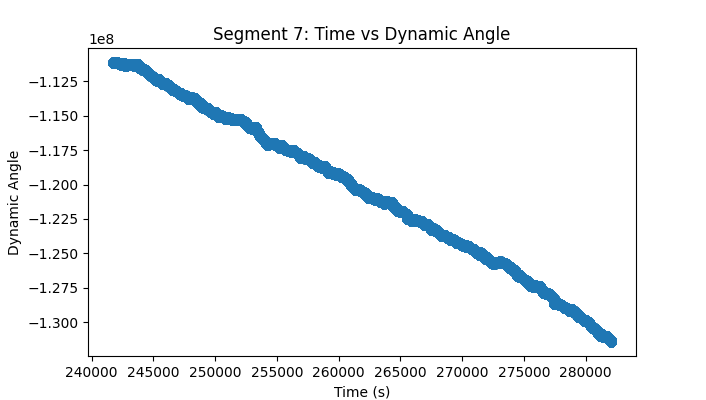 Segment 7: Time vs Dynamic Angle
1e8
−1.125
−1.150
−1.175
−1.200
−1.225
−1.250
−1.275
−1.300
Dynamic Angle
240000 245000 250000 255000 260000 265000 270000 275000 280000
Time (s)